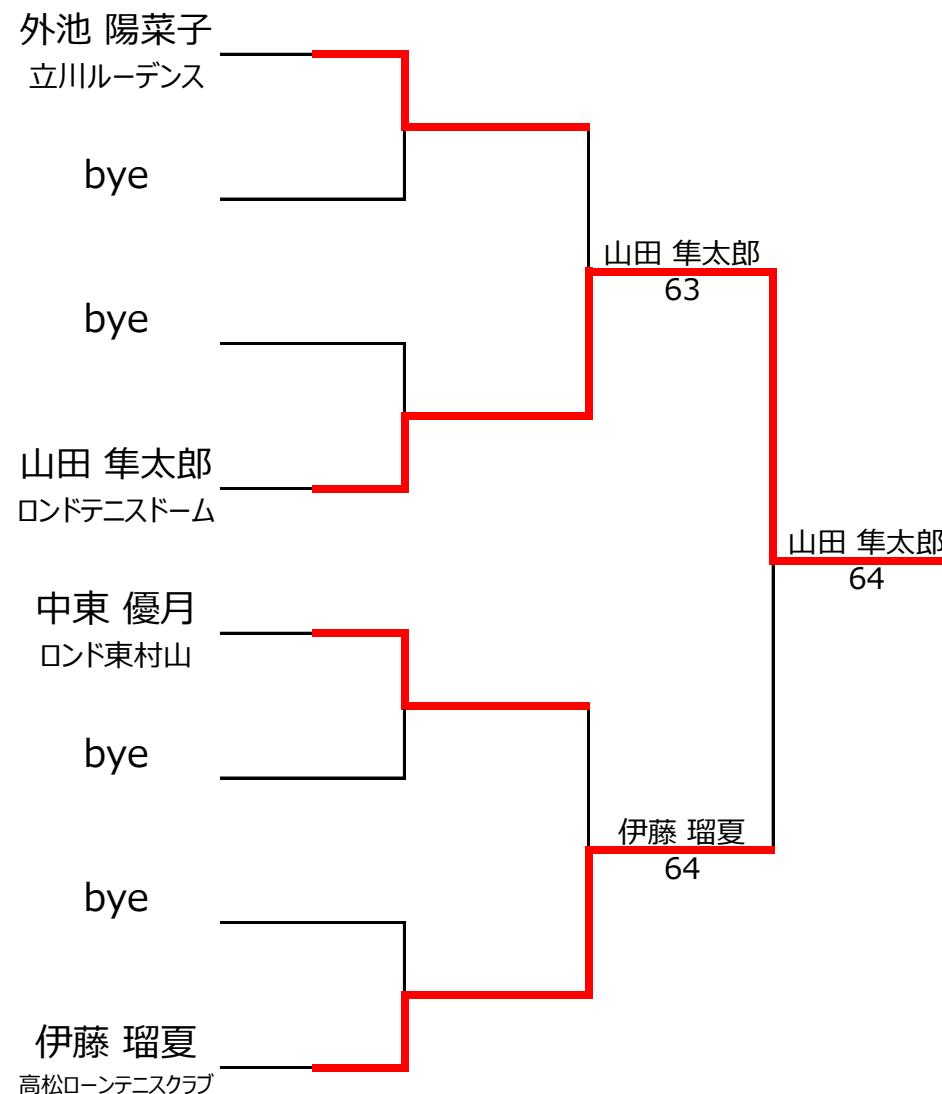 外池 陽菜子
立川ルーデンス
bye
bye
山田 隼太郎
ロンドテニスドーム
中東 優月
ロンド東村山
bye
bye
伊藤 瑠夏
高松ローンテニスクラブ
山田 隼太郎
63
伊藤 瑠夏
64
山田 隼太郎
64